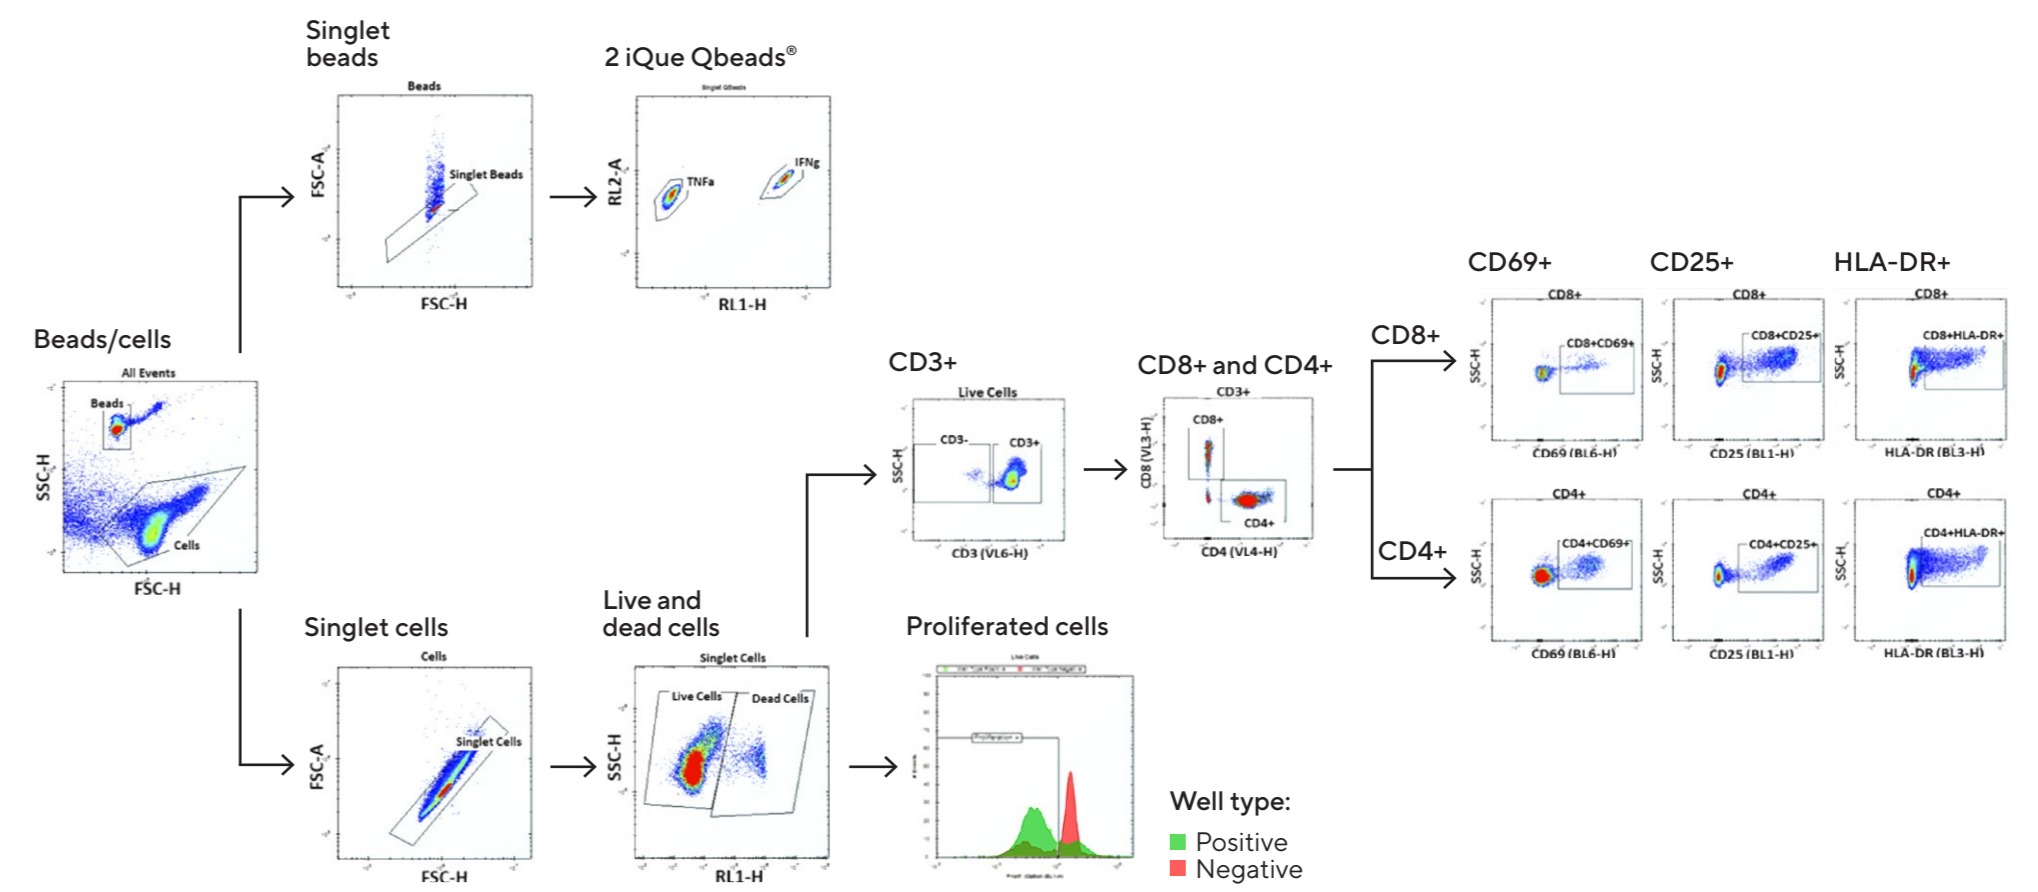 Singlet
beads
Beads
FSC-A
Singlet Beads
FSC-H
2 iQue Qbeads®
Singlet QBeads
RL2-A
TNFa
IFNg
RL1-H
Beads/cells
All Events
SSC-H
Beads
Cells
FSC-H
Singlet cells
Cells
FSC-A
Singlet Cells
FSC-H
Live and
dead cells
Singlet Cells
SSC-H
Live Cells
Dead Cells
RL1-H
Proliferated cells
Live Cells
Well type:
Positive
Negative
CD3+
Live Cells
SSC-H
CD3-
CD3+
CD3 (VL6-H)
CD8+ and CD4+
CD3+
CD8 (VL3-H)
CD8+
CD4+
CD4 (VL4-H)
CD8+
CD4+
CD69+
CD8+
SSC-H
CD8+CD69+
CD69 (BL6-H)
CD25+
CD8+
SSC-H
CD8+CD25+
CD25 (BL1-H)
HLA-DR+
CD8+
SSC-H
CD8+HLA-DR+
HLA-DR (BL3-H)
CD4+
SSC-H
CD4+CD69+
CD69 (BL6-H)
CD4+
SSC-H
CD4+CD25+
CD25 (BL1-H)
CD4+
SSC-H
CD4+HLA-DR+
HLA-DR (BL3-H)